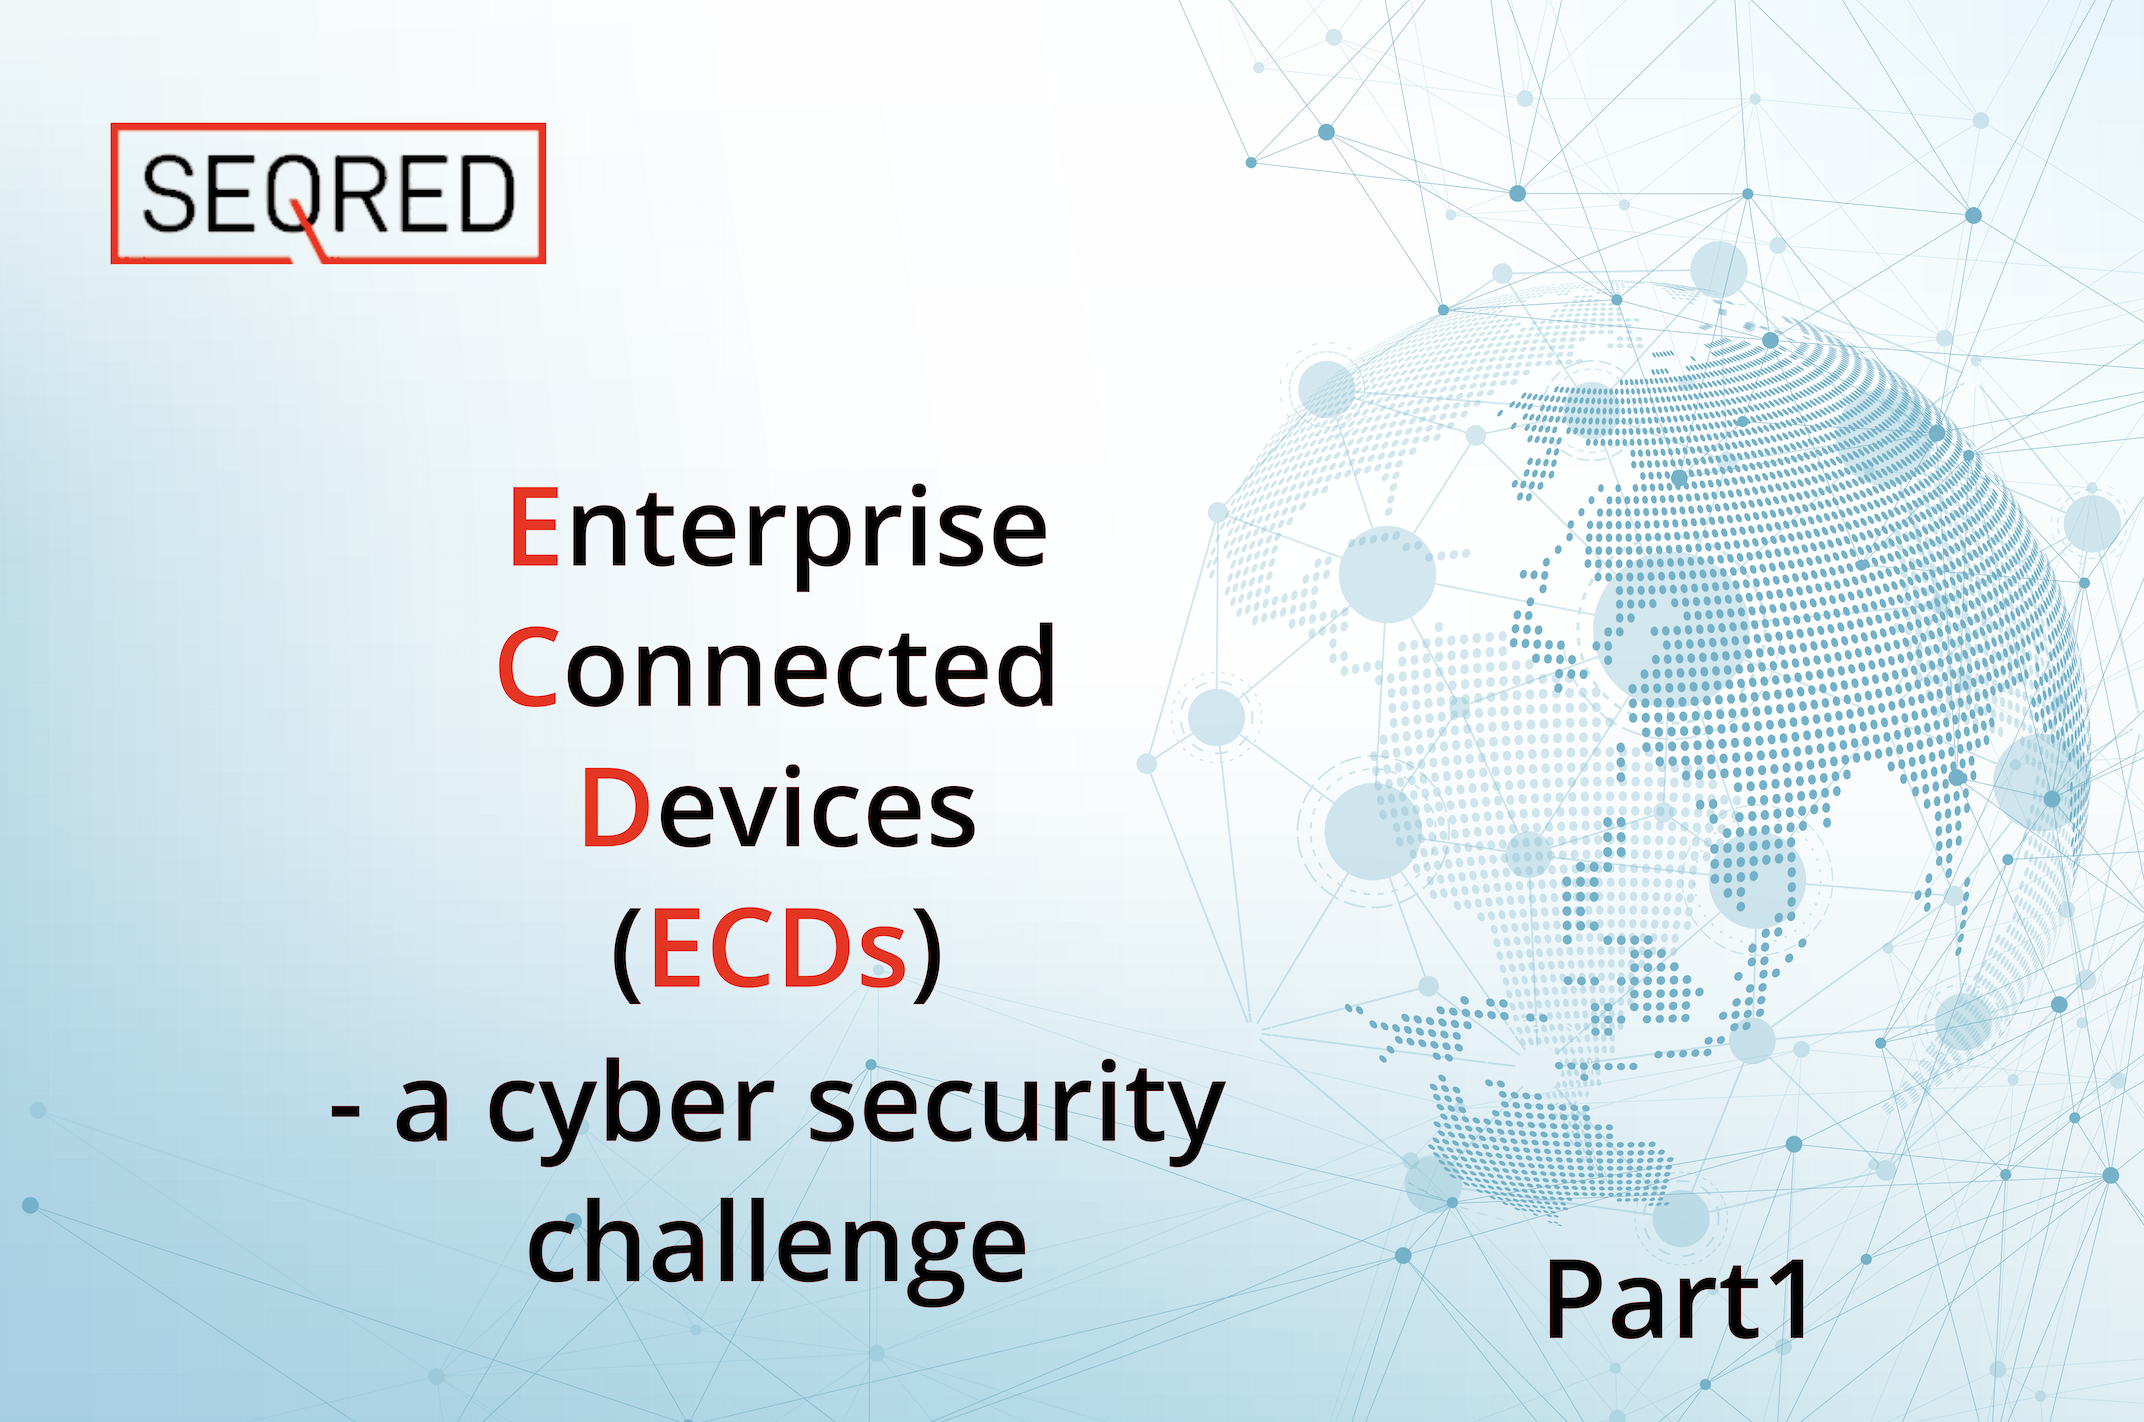 SEQRED
Enterprise
Connected
Devices
(ECDs)
- a cyber security
challenge
Part1